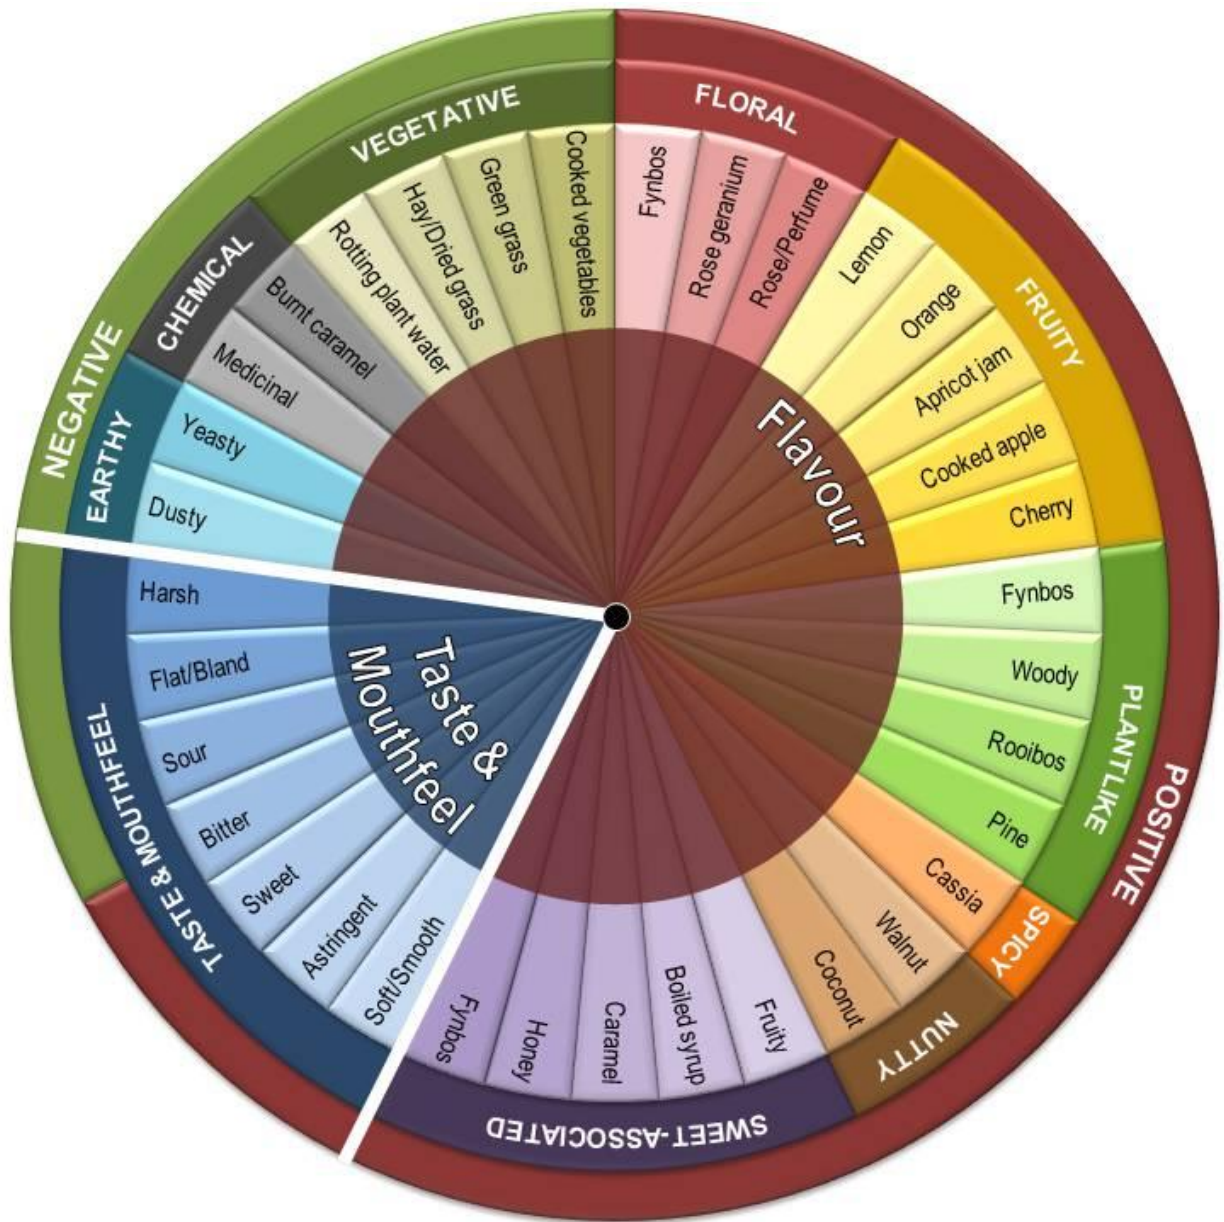 POSITIVE
FLORAL
Fynbos
Rose geranium
Rose/Perfume
FRUITY
Lemon
Orange
Apricot jam
Cooked apple
Cherry
PLANTLIKE
Fynbos
Woody
Rooibos
Pine
SPICY
Cassia
NUTTY
Walnut
Coconut
SWEET-ASSOCIATED
Fruity
Boiled syrup
Caramel
Honey
Fynbos
TASTE & MOUTHFEEL
Soft/Smooth
Astringent
Sweet
Bitter
Sour
Flat/Bland
Harsh
NEGATIVE
EARTHY
Dusty
Yeasty
CHEMICAL
Medicinal
Burnt caramel
VEGETATIVE
Rotting plant water
Hay/Dried grass
Green grass
Cooked vegetables
Flavour
Taste &
Mouthfeel